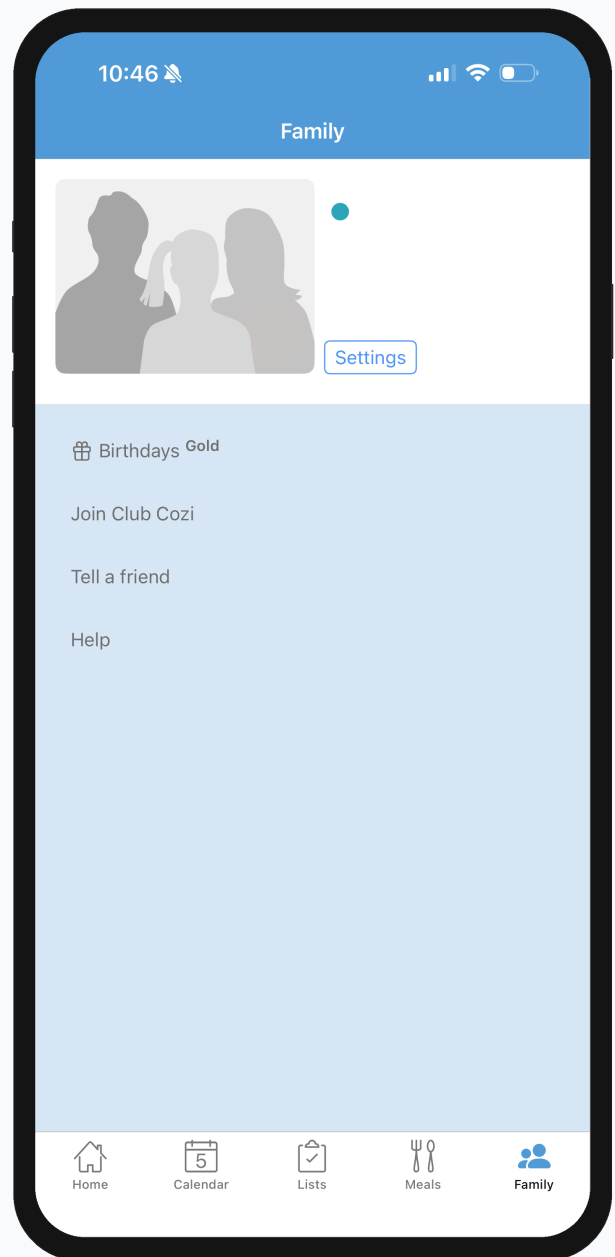 10:46
Family
Settings
Birthdays Gold
Join Club Cozi
Tell a friend
Help
5
Home
Calendar
Lists
Meals
Family